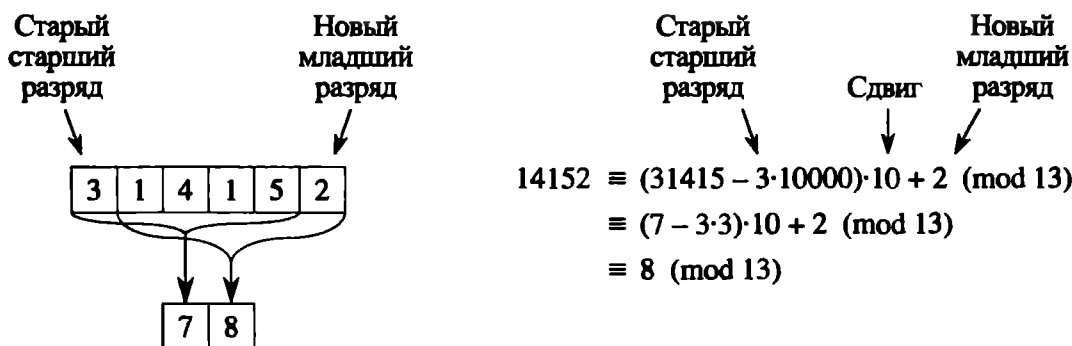 Старый
старший
разряд
Новый
младший
разряд
3 1 4 1 5 2
7 8
Старый
старший
разряд
Сдвиг
Новый
младший
разряд
14152 ≡ (31415 – 3·10000)·10 + 2 (mod 13)
≡ (7 – 3·3)·10 + 2 (mod 13)
≡ 8 (mod 13)